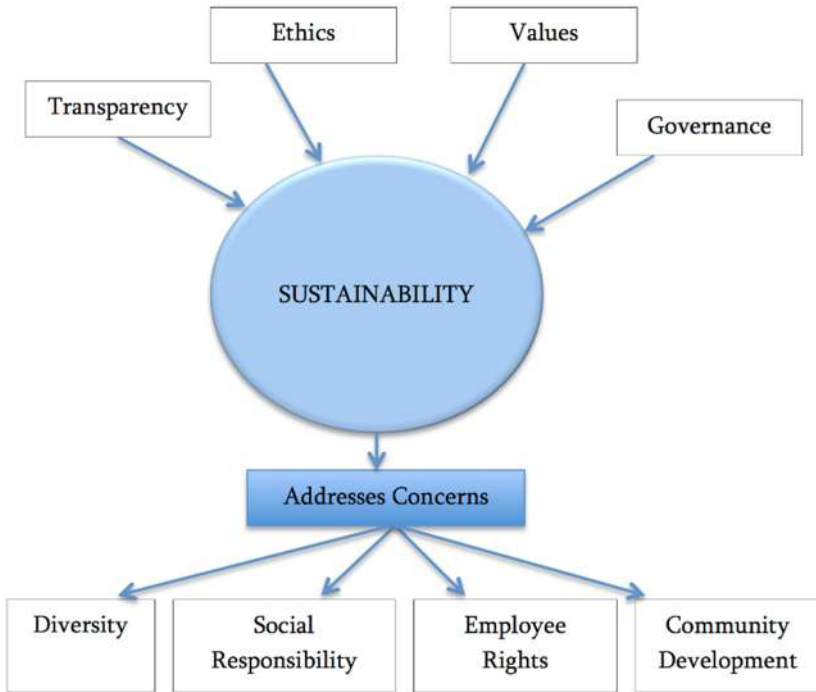 Ethics
Values
Transparency
Governance
SUSTAINABILITY
Addresses Concerns
Diversity
Social
Responsibility
Employee
Rights
Community
Development